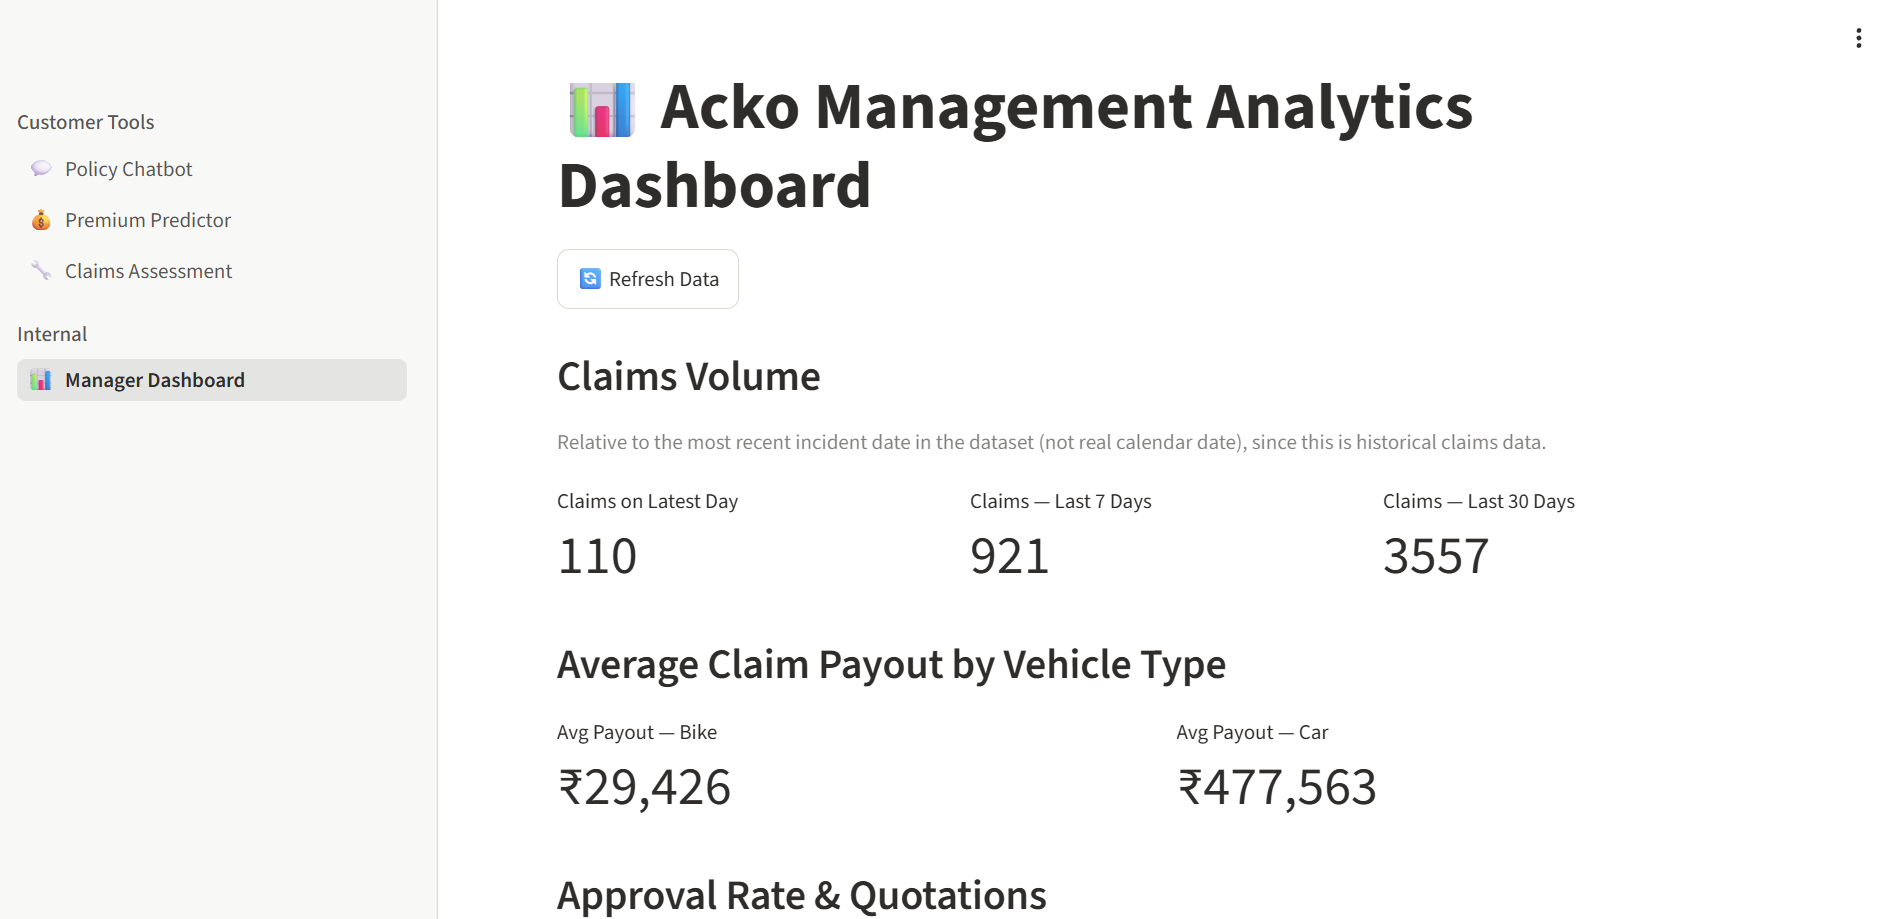 Customer Tools
Policy Chatbot
Premium Predictor
Claims Assessment
Internal
Manager Dashboard
Acko Management Analytics
Dashboard
Refresh Data
Claims Volume
Relative to the most recent incident date in the dataset (not real calendar date), since this is historical claims data.
Claims on Latest Day
110
Claims — Last 7 Days
921
Claims — Last 30 Days
3557
Average Claim Payout by Vehicle Type
Avg Payout — Bike
₹29,426
Avg Payout — Car
₹477,563
Approval Rate & Quotations